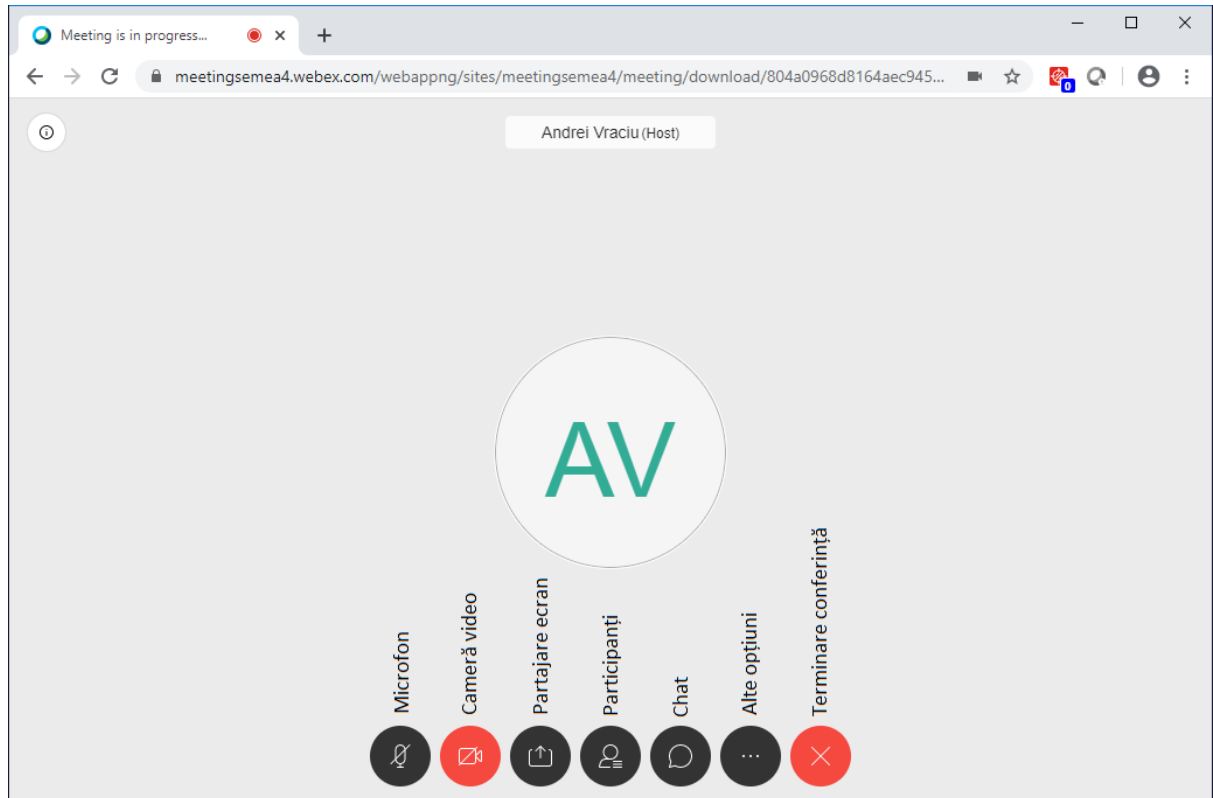 Meeting is in progress...
meetingsemea4.webex.com/webappng/sites/meetingsemea4/meeting/download/804a0968d8164aec945...
0
Andrei Vraciu (Host)
AV
Microfon
Cameră video
Partajare ecran
Participanți
Chat
Alte opțiuni
Terminare conferință